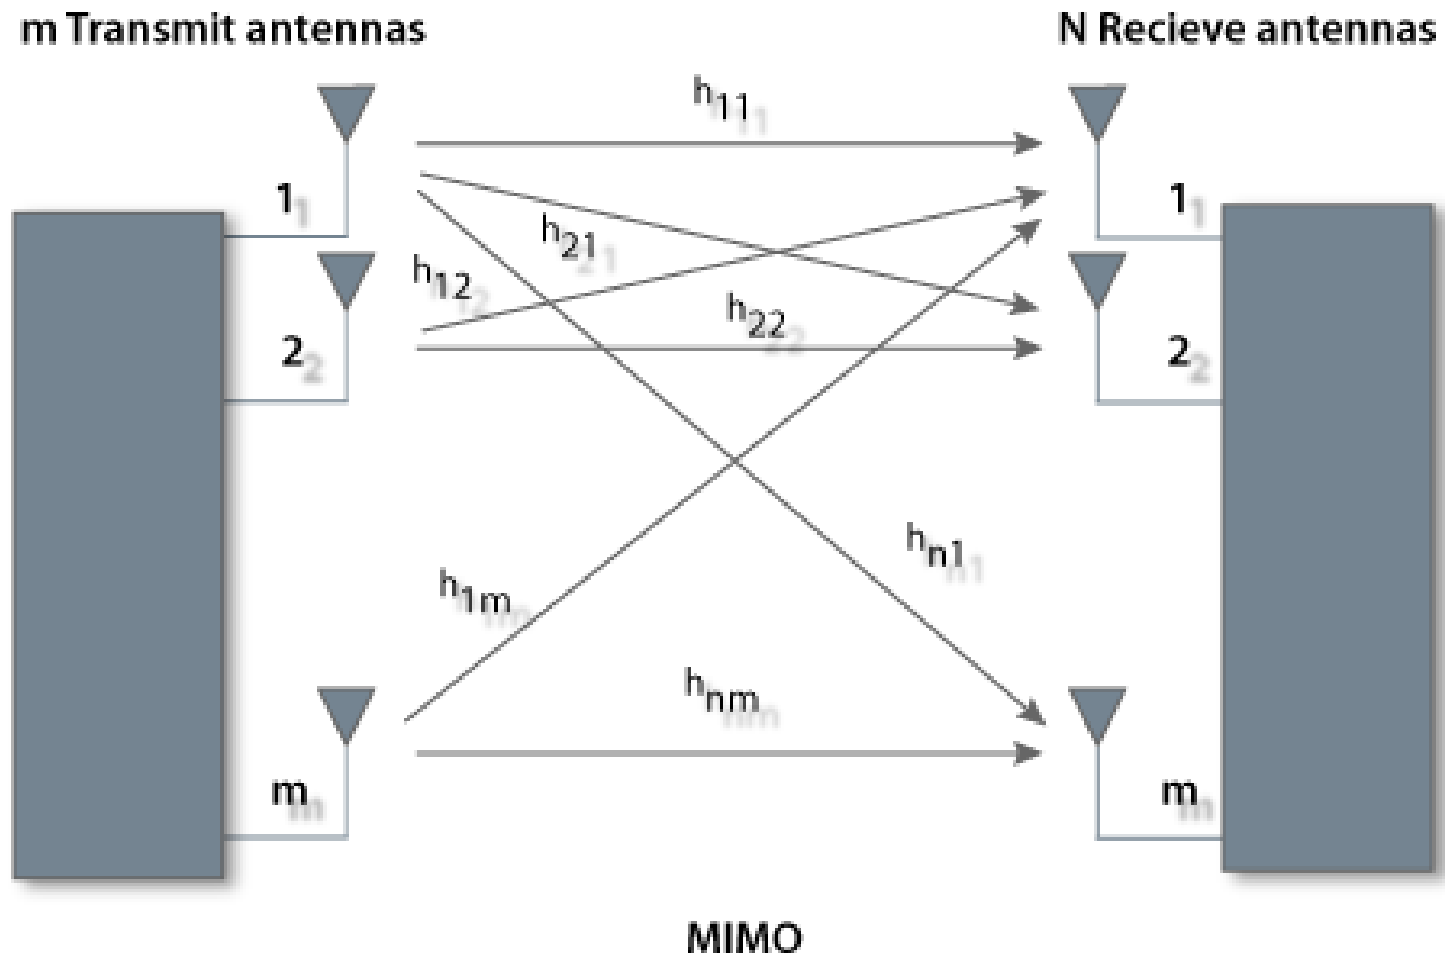 m Transmit antennas
N Recieve antennas
h11
1
1
h21
h12
h22
2
2
hn1
h1m
hnm
m
m
MIMO